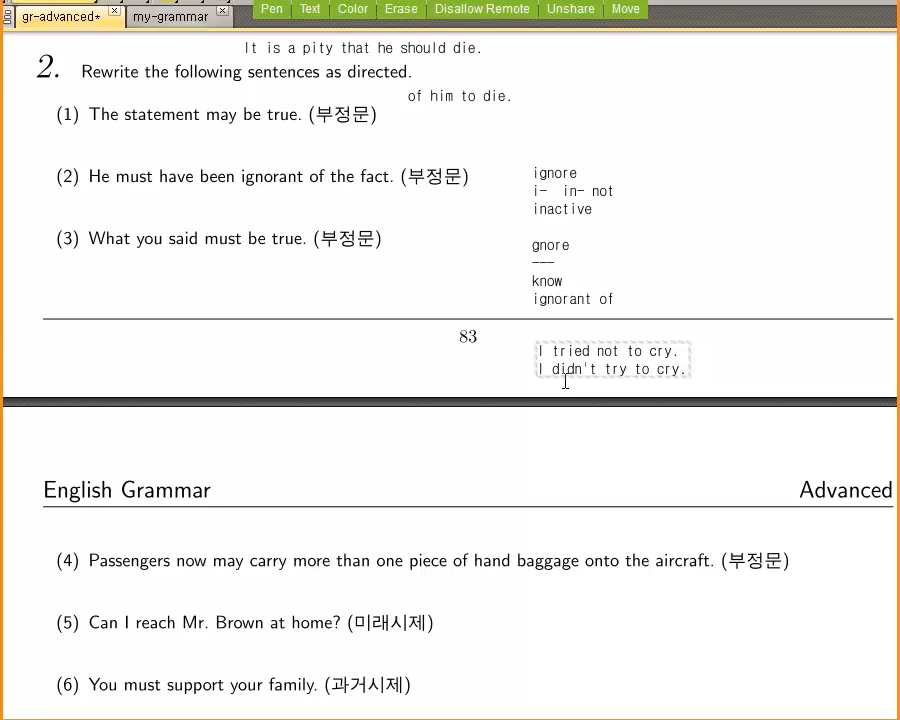 Pen Text Color Erase Disallow Remote Unshare Move
gr-advanced* my-grammar
It is a pity that he should die.
2. Rewrite the following sentences as directed.
of him to die.
(1) The statement may be true. (부정문)
(2) He must have been ignorant of the fact. (부정문)
ignore
i- in- not
inactive
(3) What you said must be true. (부정문)
gnore
---
know
ignorant of
83
I tried not to cry.
I didn't try to cry.
English Grammar Advanced
(4) Passengers now may carry more than one piece of hand baggage onto the aircraft. (부정문)
(5) Can I reach Mr. Brown at home? (미래시제)
(6) You must support your family. (과거시제)